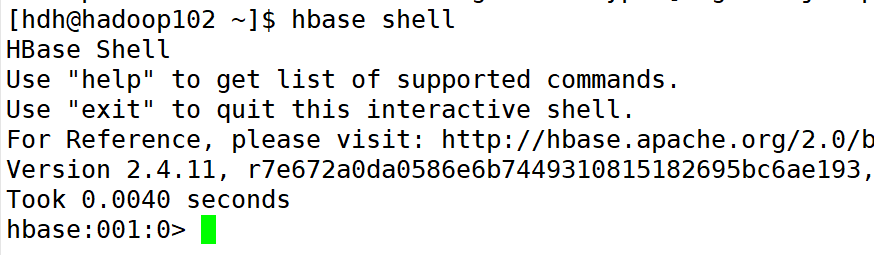 [hdh@hadoop102 ~]$ hbase shell
HBase Shell
Use "help" to get list of supported commands.
Use "exit" to quit this interactive shell.
For Reference, please visit: http://hbase.apache.org/2.0/b
Version 2.4.11, r7e672a0da0586e6b7449310815182695bc6ae193,
Took 0.0040 seconds
hbase:001:0>